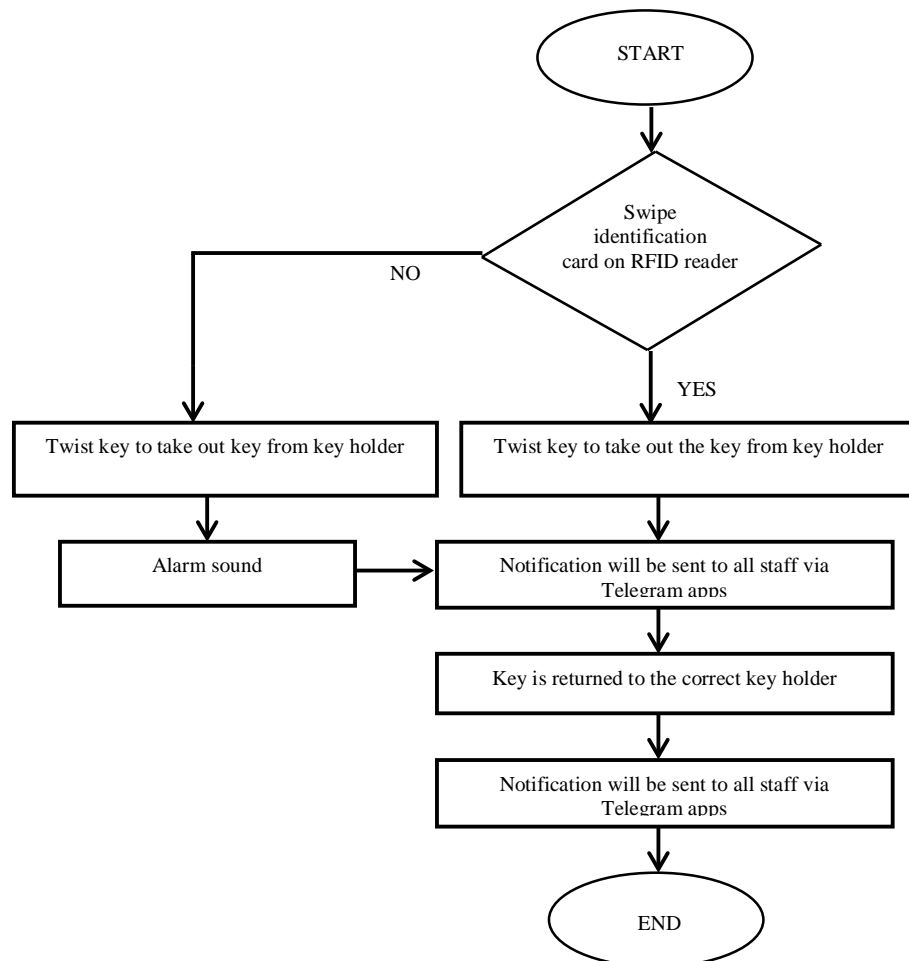 START
Swipe
identification
card on RFID reader
NO
YES
Twist key to take out key from key holder
Twist key to take out the key from key holder
Alarm sound
Notification will be sent to all staff via
Telegram apps
Key is returned to the correct key holder
Notification will be sent to all staff via
Telegram apps
END